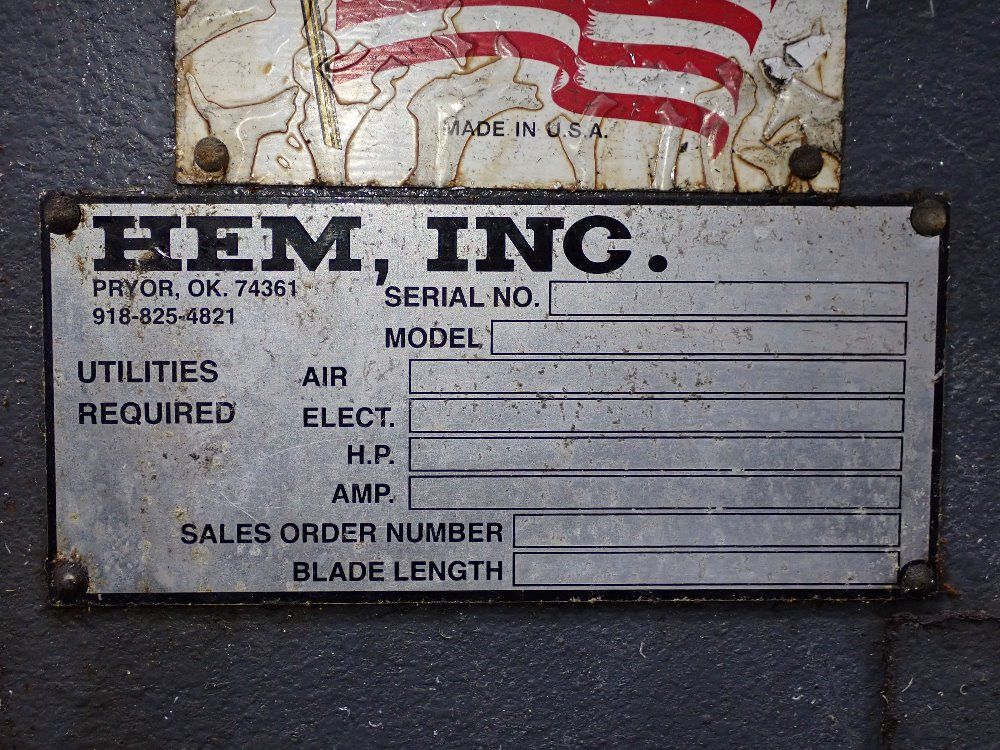 MADE IN U.S.A.
HEM, INC.
PRYOR, OK. 74361
918-825-4821
SERIAL NO.
MODEL
UTILITIES
REQUIRED
AIR
ELECT.
H.P.
AMP.
SALES ORDER NUMBER
BLADE LENGTH